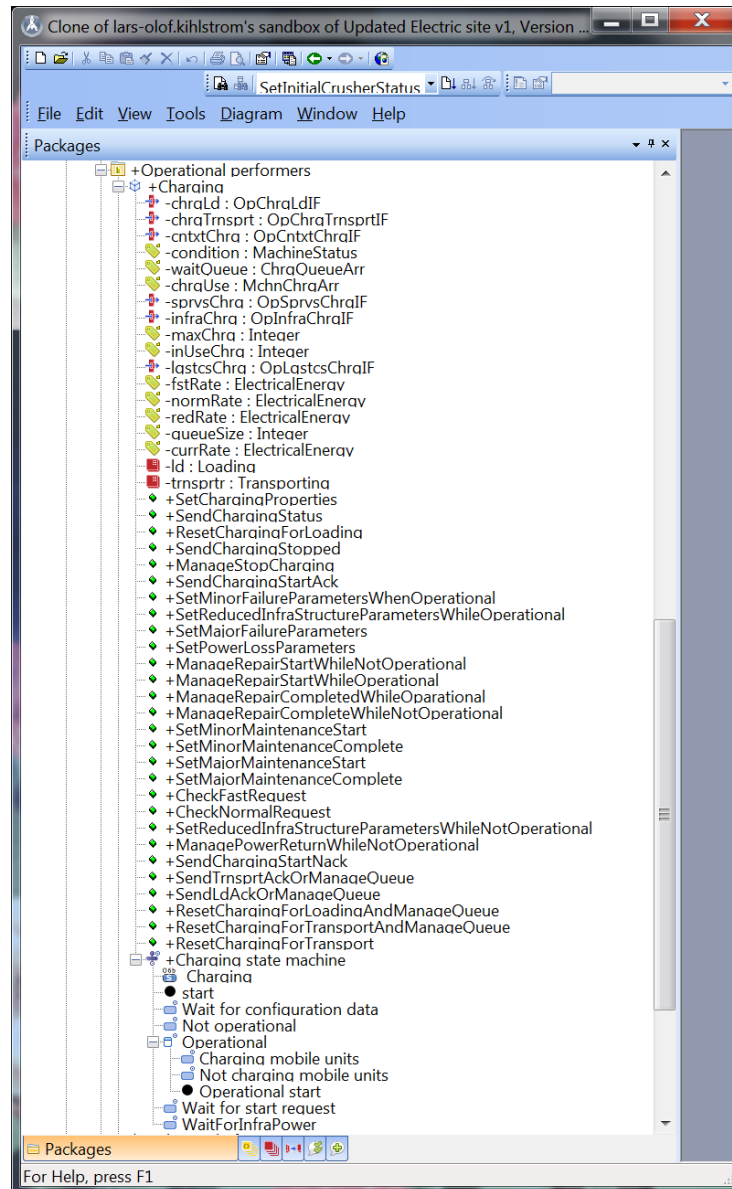 Clone of lars-olof.kihlstrom's sandbox of Updated Electric site v1, Version ...
SetInitialCrusherStatus
File Edit View Tools Diagram Window Help
Packages
+Operational performers
+Charging
-chrgLd : OpChrgLdIF
-chrgTrnsprt : OpChrgTrnsprtIF
-cntxtChrg : OpCntxtChrgIF
-condition : MachineStatus
-waitQueue : ChrgQueueArr
-chrgUse : MchnChrgArr
-sprvsChrg : OpSprvsChrgIF
-infraChrg : OpInfraChrgIF
-maxChrg : Integer
-inUseChrg : Integer
-lgstcsChrg : OpLgstcsChrgIF
-fstRate : ElectricalEnergy
-normRate : ElectricalEnergy
-redRate : ElectricalEnergy
-queueSize : Integer
-currRate : ElectricalEnergy
-ld : Loading
-trnsprtr : Transporting
+SetChargingProperties
+SendChargingStatus
+ResetChargingForLoading
+SendChargingStopped
+ManageStopCharging
+SendChargingStartAck
+SetMinorFailureParametersWhenOperational
+SetReducedInfraStructureParametersWhileOperational
+SetMajorFailureParameters
+SetPowerLossParameters
+ManageRepairStartWhileNotOperational
+ManageRepairStartWhileOperational
+ManageRepairCompletedWhileOparational
+ManageRepairCompleteWhileNotOperational
+SetMinorMaintenanceStart
+SetMinorMaintenanceComplete
+SetMajorMaintenanceStart
+SetMajorMaintenanceComplete
+CheckFastRequest
+CheckNormalRequest
+SetReducedInfraStructureParametersWhileNotOperational
+ManagePowerReturnWhileNotOperational
+SendChargingStartNack
+SendTrnsprtAckOrManageQueue
+SendLdAckOrManageQueue
+ResetChargingForLoadingAndManageQueue
+ResetChargingForTransportAndManageQueue
+ResetChargingForTransport
+Charging state machine
Charging
start
Wait for configuration data
Not operational
Operational
Charging mobile units
Not charging mobile units
Operational start
Wait for start request
WaitForInfraPower
Packages
For Help, press F1